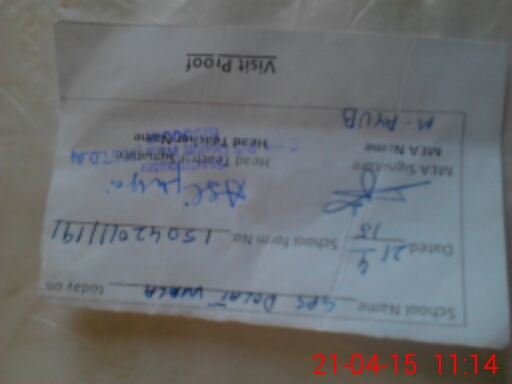 Visit Proof
School Name GPS DOLAT WALA today on
Dated 21/4 15 School form No. 150420111191
MEA Signature Head Teacher Signature
MEA Name Head Teacher Name
M. AYUB
21-04-15 11:14